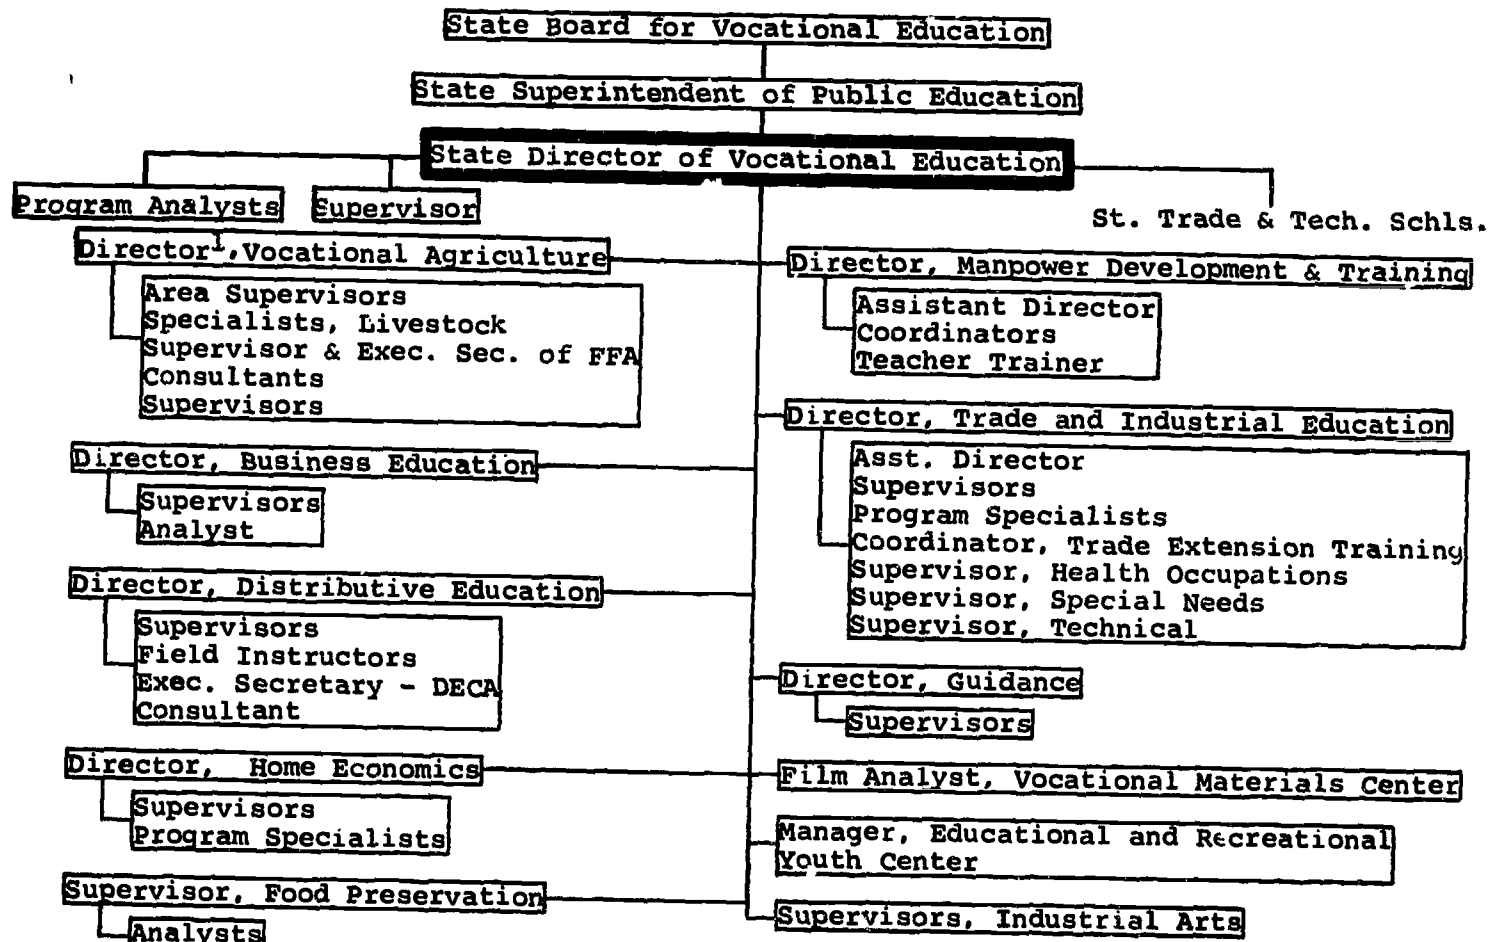 State Board for Vocational Education
State Superintendent of Public Education
State Director of Vocational Education
Program Analysts
Supervisor
St. Trade & Tech. Schls.
Director¹, Vocational Agriculture
Area Supervisors
Specialists, Livestock
Supervisor & Exec. Sec. of FFA
Consultants
Supervisors
Director, Business Education
Supervisors
Analyst
Director, Distributive Education
Supervisors
Field Instructors
Exec. Secretary - DECA
Consultant
Director, Home Economics
Supervisors
Program Specialists
Supervisor, Food Preservation
Analysts
Director, Manpower Development & Training
Assistant Director
Coordinators
Teacher Trainer
Director, Trade and Industrial Education
Asst. Director
Supervisors
Program Specialists
Coordinator, Trade Extension Training
Supervisor, Health Occupations
Supervisor, Special Needs
Supervisor, Technical
Director, Guidance
Supervisors
Film Analyst, Vocational Materials Center
Manager, Educational and Recreational
Youth Center
Supervisors, Industrial Arts